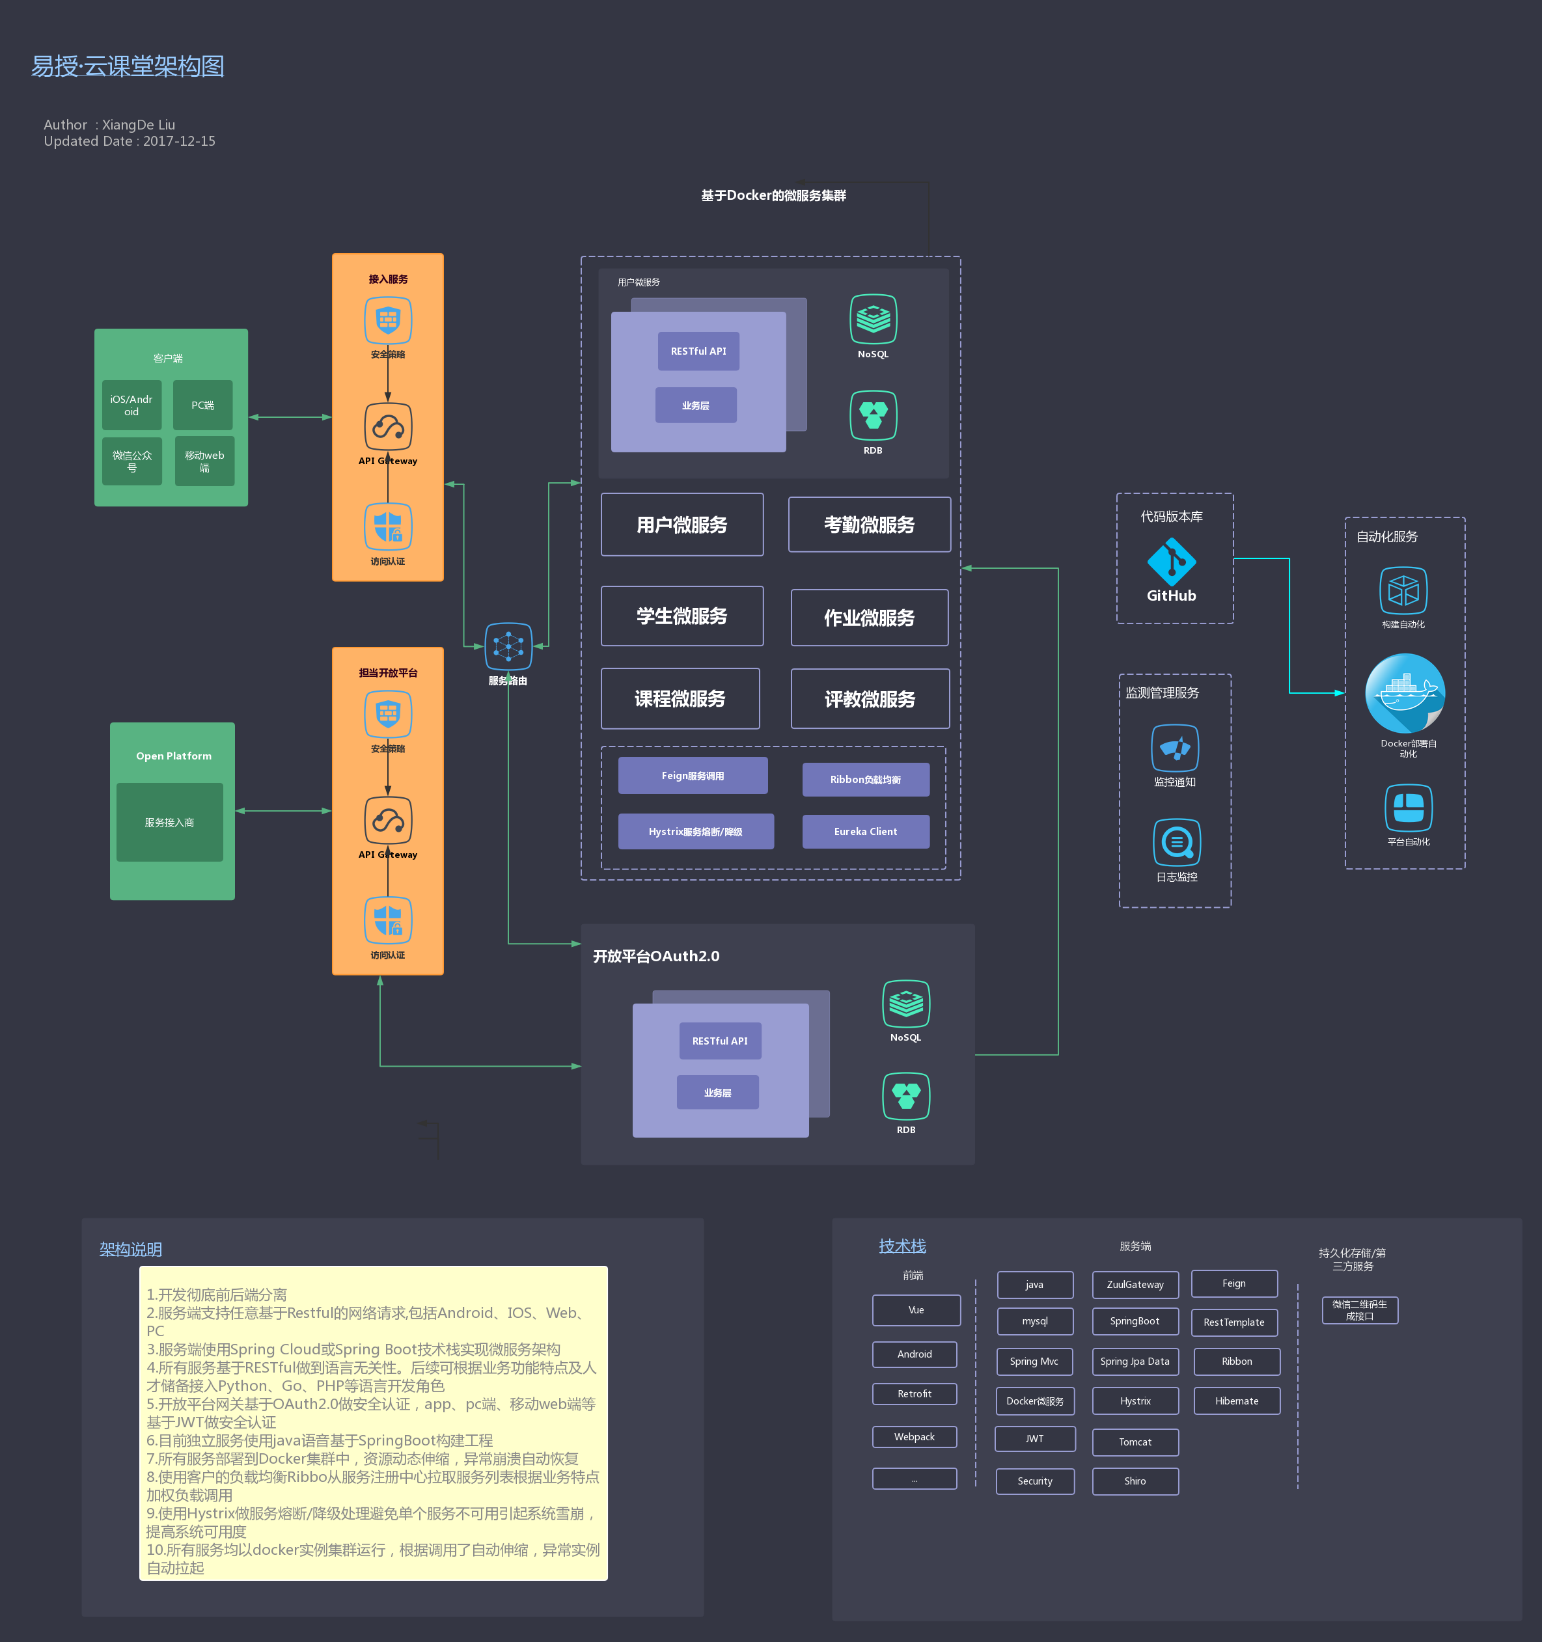 易授·云课堂架构图
Author  : XiangDe Liu
Updated Date : 2017-12-15
基于Docker的微服务集群
接入服务
安全策略
API Gateway
访问认证
客户端
iOS/Andr
oid
PC端
微信公众
号
移动web
端
服务路由
担当开放平台
安全策略
API Gateway
访问认证
Open Platform
服务接入商
用户微服务
RESTful API
业务层
NoSQL
RDB
用户微服务
考勤微服务
学生微服务
作业微服务
课程微服务
评教微服务
Feign服务调用
Ribbon负载均衡
Hystrix服务熔断/降级
Eureka Client
开放平台OAuth2.0
RESTful API
业务层
NoSQL
RDB
代码版本库
GitHub
监测管理服务
监控通知
日志监控
自动化服务
构建自动化
Docker部署自
动化
平台自动化
架构说明
1.开发彻底前后端分离
2.服务端支持任意基于Restful的网络请求,包括Android、IOS、Web、
PC
3.服务端使用Spring Cloud或Spring Boot技术栈实现微服务架构
4.所有服务基于RESTful做到语言无关性。后续可根据业务功能特点及人
才储备接入Python、Go、PHP等语言开发角色
5.开放平台网关基于OAuth2.0做安全认证，app、pc端、移动web端等
基于JWT做安全认证
6.目前独立服务使用java语音基于SpringBoot构建工程
7.所有服务部署到Docker集群中，资源动态伸缩，异常崩溃自动恢复
8.使用客户的负载均衡Ribbo从服务注册中心拉取服务列表根据业务特点
加权负载调用
9.使用Hystrix做服务熔断/降级处理避免单个服务不可用引起系统雪崩，
提高系统可用度
10.所有服务均以docker实例集群运行，根据调用了自动伸缩，异常实例
自动拉起
技术栈
前端
Vue
Android
Retrofit
Webpack
...
服务端
java
ZuulGateway
Feign
mysql
SpringBoot
RestTemplate
Spring Mvc
Spring Jpa Data
Ribbon
Docker微服务
Hystrix
Hibernate
JWT
Tomcat
Security
Shiro
持久化存储/第
三方服务
微信二维码生
成接口